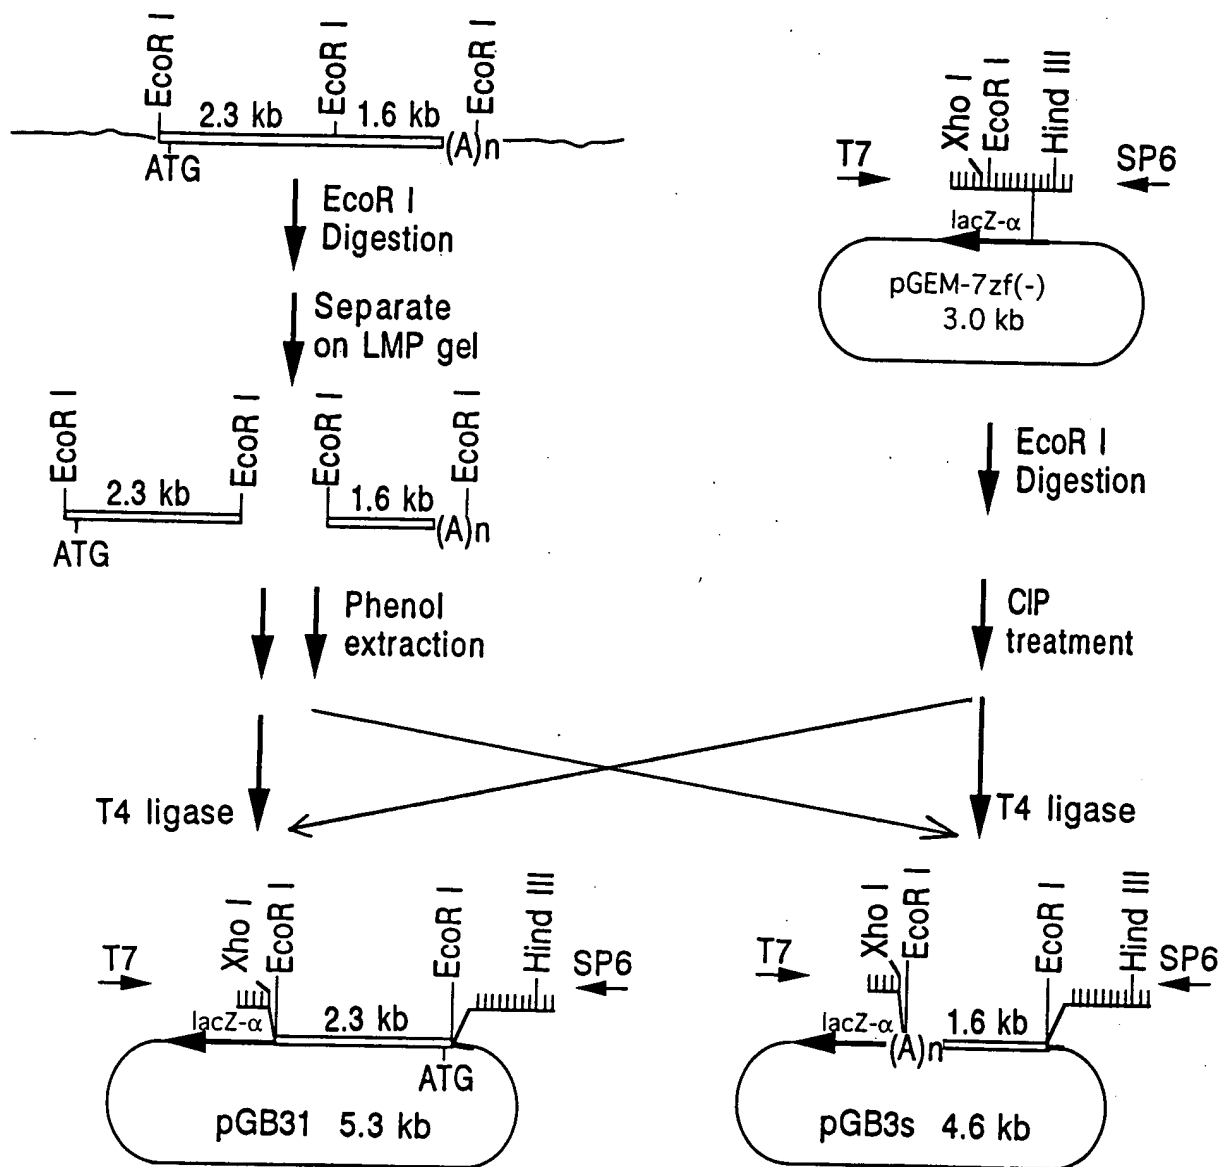 EcoR I
EcoR I
EcoR I
2.3 kb
1.6 kb
(A)n
ATG
EcoR I
Digestion
Separate
on LMP gel
EcoR I
EcoR I
EcoR I
EcoR I
2.3 kb
1.6 kb
(A)n
ATG
Phenol
extraction
T4 ligase
Xho I
EcoR I
Hind III
T7
SP6
lacZ-α
pGEM-7zf(-)
3.0 kb
EcoR I
Digestion
CIP
treatment
T4 ligase
Xho I
EcoR I
EcoR I
Hind III
T7
SP6
lacZ-α
2.3 kb
ATG
pGB31 5.3 kb
Xho I
EcoR I
EcoR I
Hind III
T7
SP6
lacZ-α
(A)n
1.6 kb
pGB3s 4.6 kb